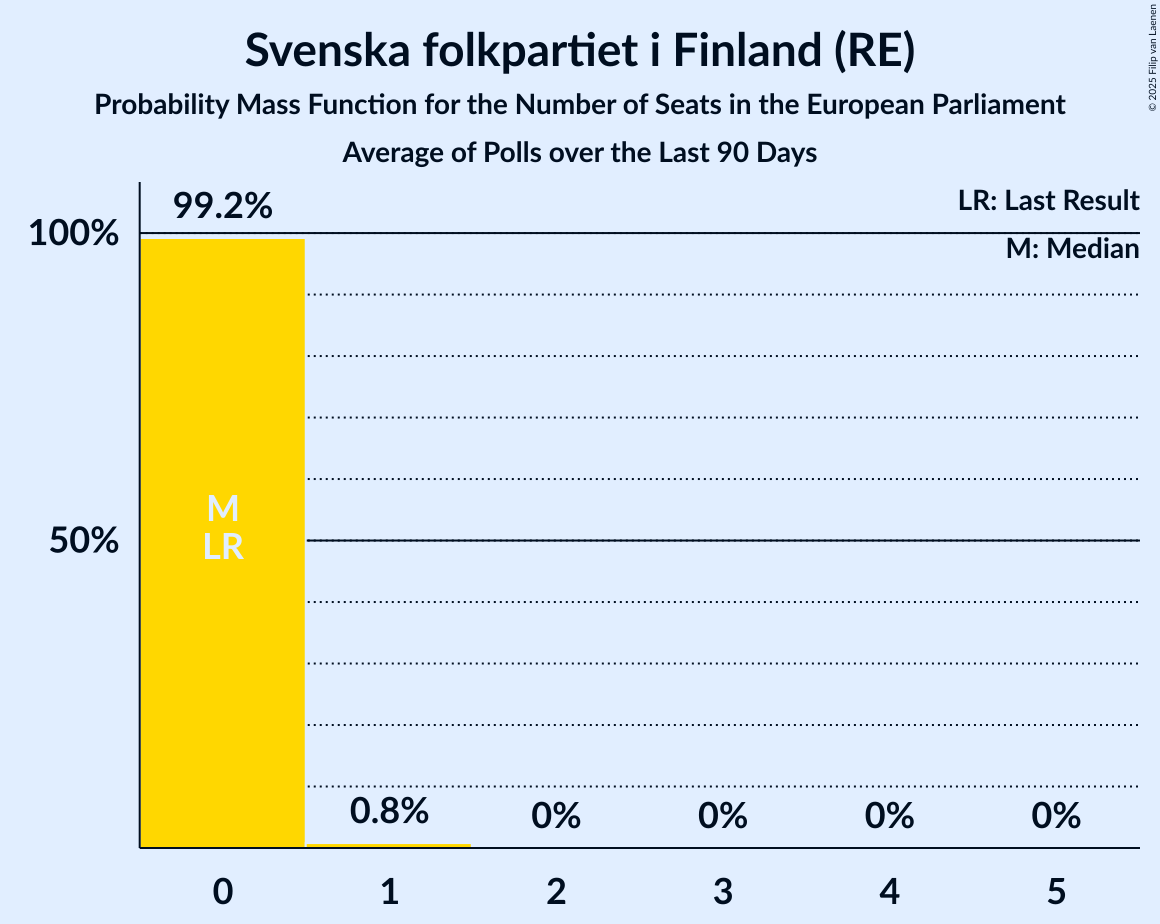 Svenska folkpartiet i Finland (RE)
Probability Mass Function for the Number of Seats in the European Parliament
Average of Polls over the Last 90 Days
© 2025 Filip van Laenen
LR: Last Result
M: Median
99.2%
100%
M
50%
LR
0.8%
0%
0%
0%
0%
0
1
2
3
4
5